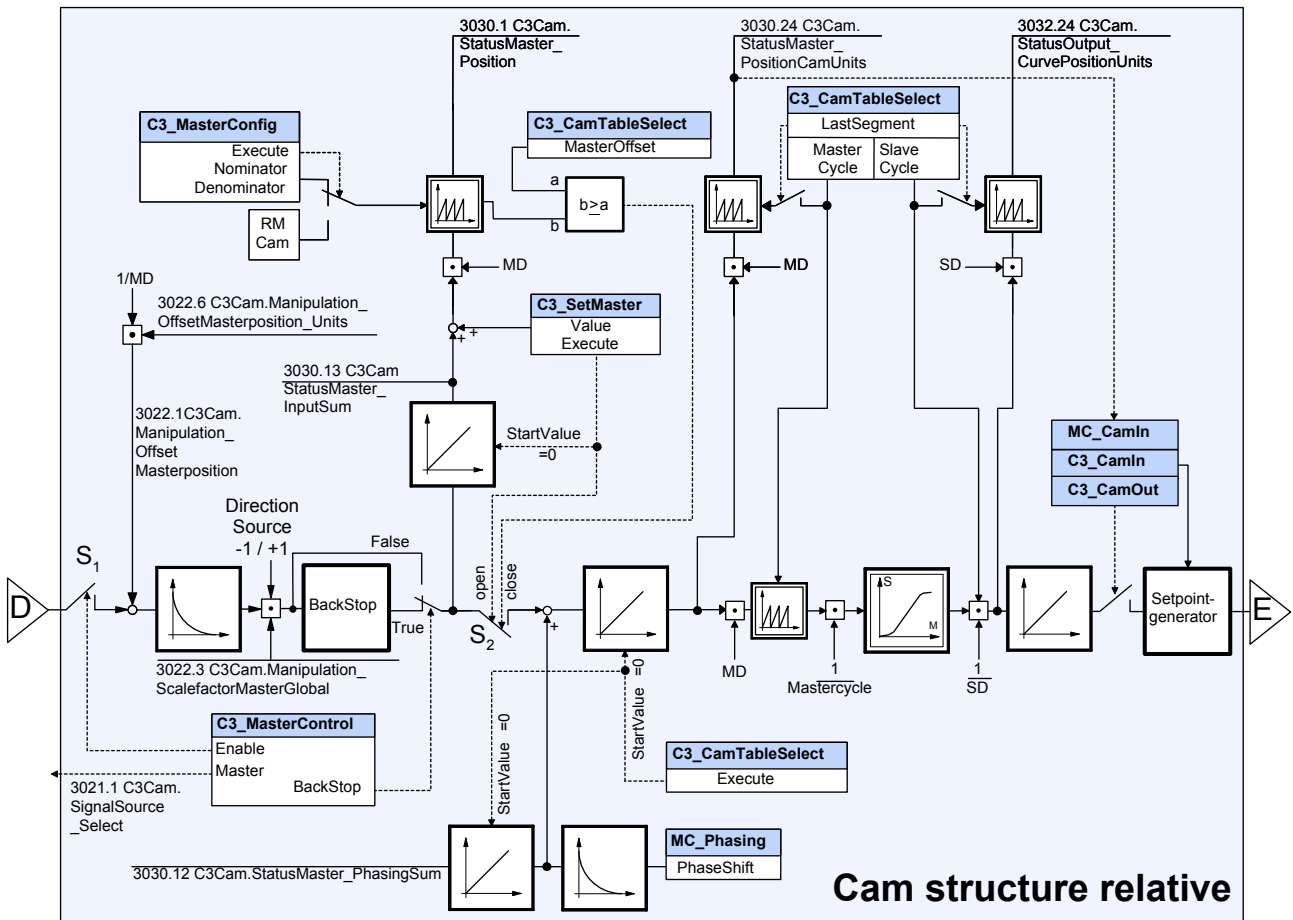 3030.1 C3Cam.
StatusMaster_
Position
3030.24 C3Cam.
StatusMaster_
PositionCamUnits
3032.24 C3Cam.
StatusOutput_
CurvePositionUnits
C3_MasterConfig
Execute
Nominator
Denominator
RM
Cam
C3_CamTableSelect
MasterOffset
a
b
b≥a
C3_CamTableSelect
LastSegment
Master
Cycle
Slave
Cycle
MD
MD
SD
1/MD
3022.6 C3Cam.Manipulation_
OffsetMasterposition_Units
C3_SetMaster
Value
Execute
+
+
3030.13 C3Cam
StatusMaster_
InputSum
3022.1C3Cam.
Manipulation_
Offset
Masterposition
StartValue
=0
MC_CamIn
C3_CamIn
C3_CamOut
Direction
Source
-1 / +1
S1
D
False
BackStop
True
open
close
S2
+
MD
1
Mastercycle
S
M
1
SD
Setpoint-
generator
E
3022.3 C3Cam.Manipulation_
ScalefactorMasterGlobal
C3_MasterControl
Enable
Master
BackStop
3021.1 C3Cam.
SignalSource
_Select
StartValue =0
StartValue =0
C3_CamTableSelect
Execute
3030.12 C3Cam.StatusMaster_PhasingSum
MC_Phasing
PhaseShift
Cam structure relative